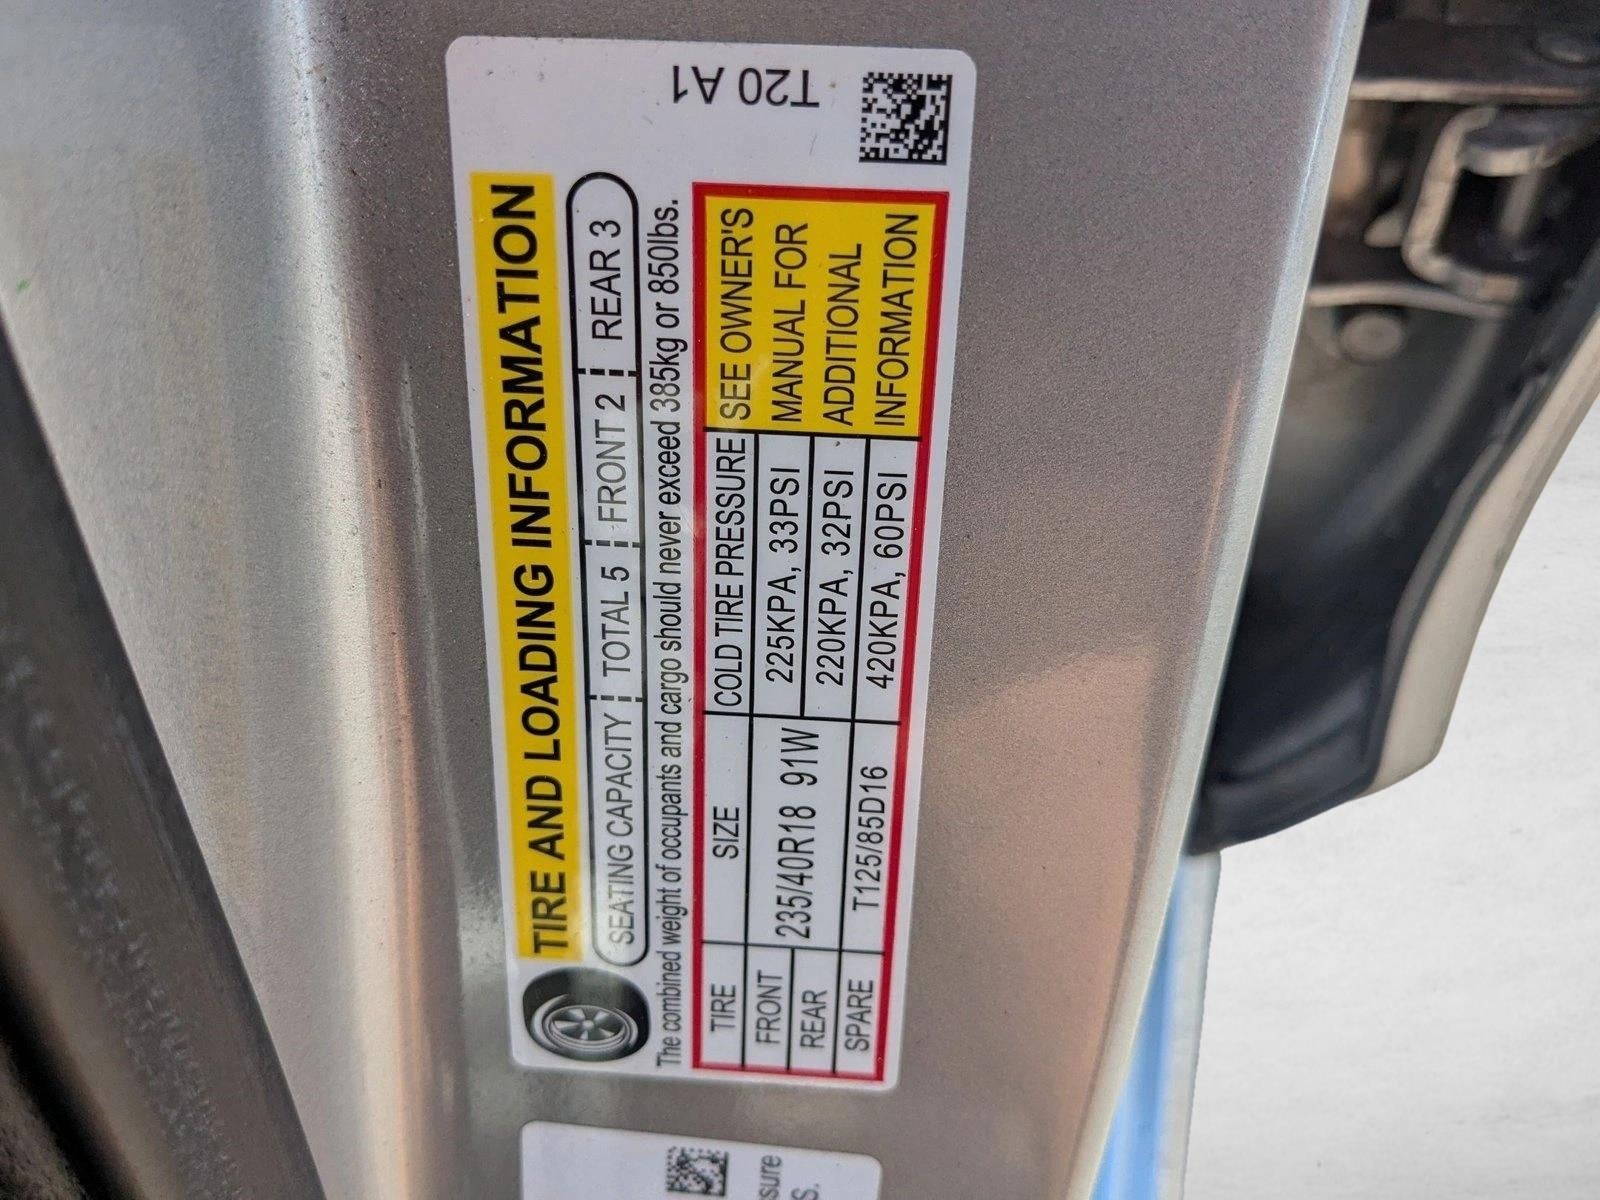 TIRE AND LOADING INFORMATION
SEATING CAPACITY TOTAL 5 FRONT 2 REAR 3
The combined weight of occupants and cargo should never exceed 385kg or 850lbs.
TIRE SIZE COLD TIRE PRESSURE
FRONT 235/40R18 91W 225KPA, 33PSI
REAR 220KPA, 32PSI
SPARE T125/85D16 420KPA, 60PSI
SEE OWNER'S
MANUAL FOR
ADDITIONAL
INFORMATION
T20 A1